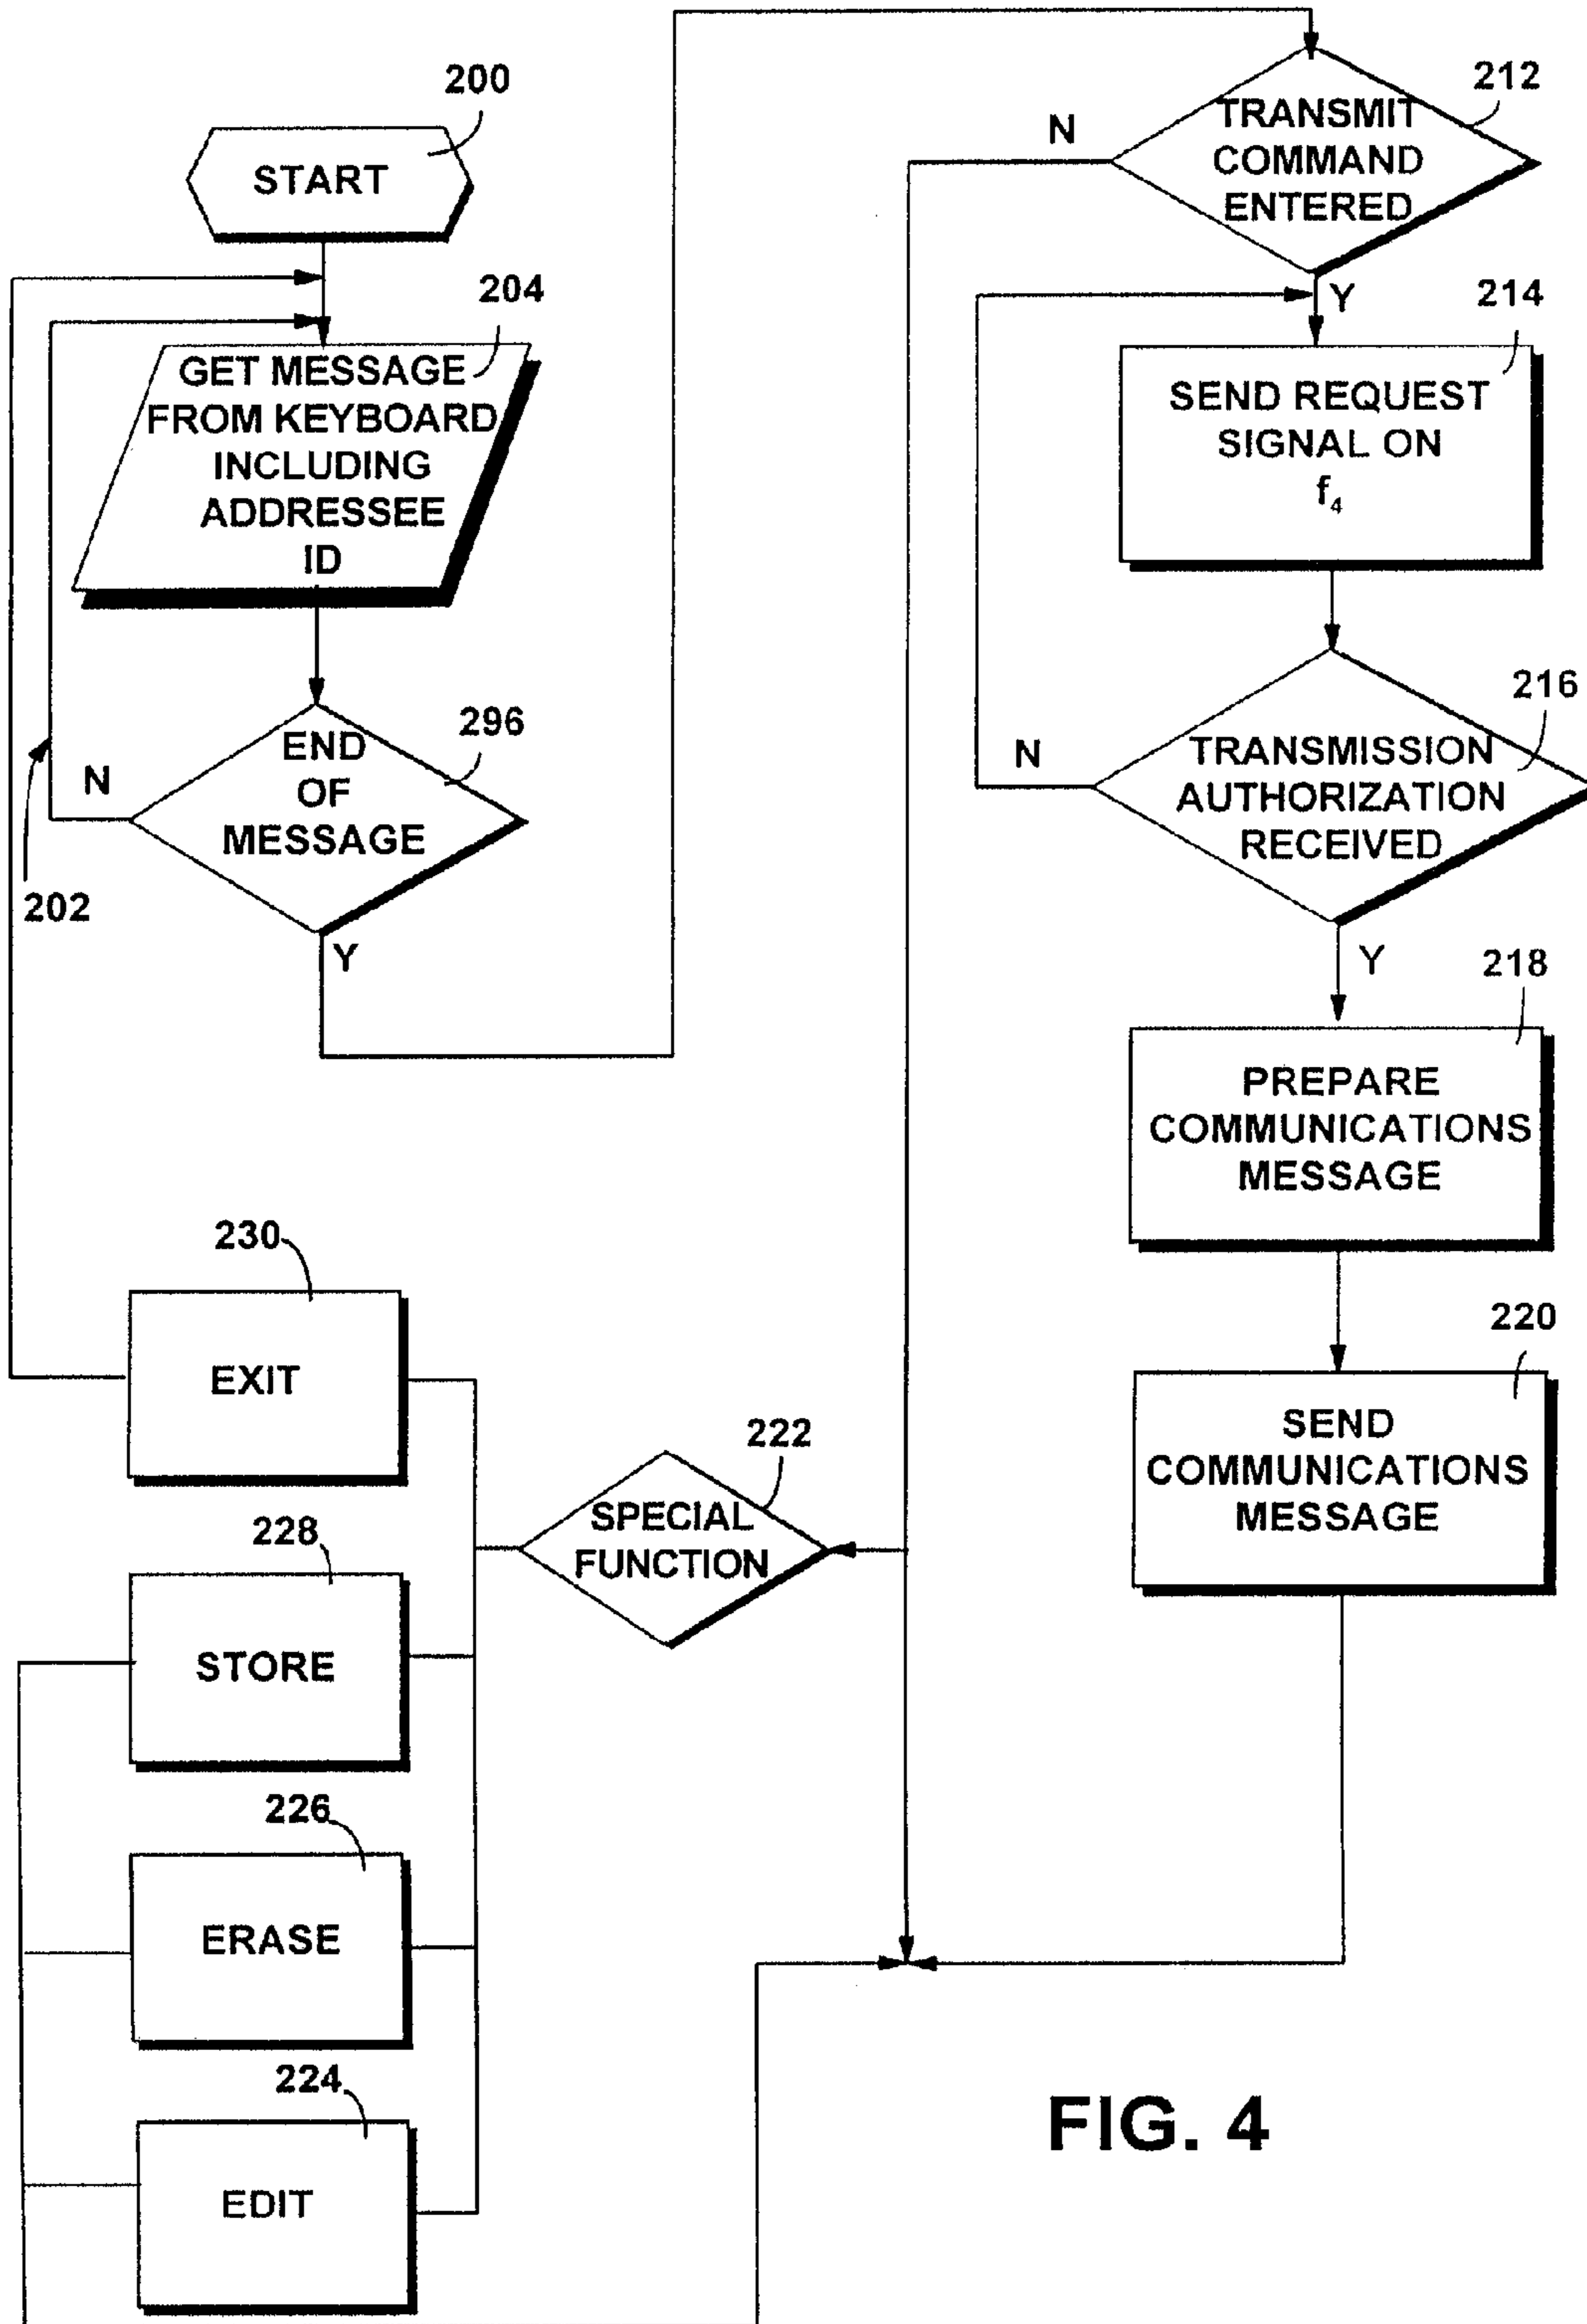 200
START
204
GET MESSAGE
FROM KEYBOARD
INCLUDING
ADDRESSEE
ID
296
END
OF
MESSAGE
N
202
Y
212
TRANSMIT
COMMAND
ENTERED
N
Y
214
SEND REQUEST
SIGNAL ON
f₄
216
TRANSMISSION
AUTHORIZATION
RECEIVED
N
Y
218
PREPARE
COMMUNICATIONS
MESSAGE
220
SEND
COMMUNICATIONS
MESSAGE
222
SPECIAL
FUNCTION
230
EXIT
228
STORE
226
ERASE
224
EDIT
FIG. 4